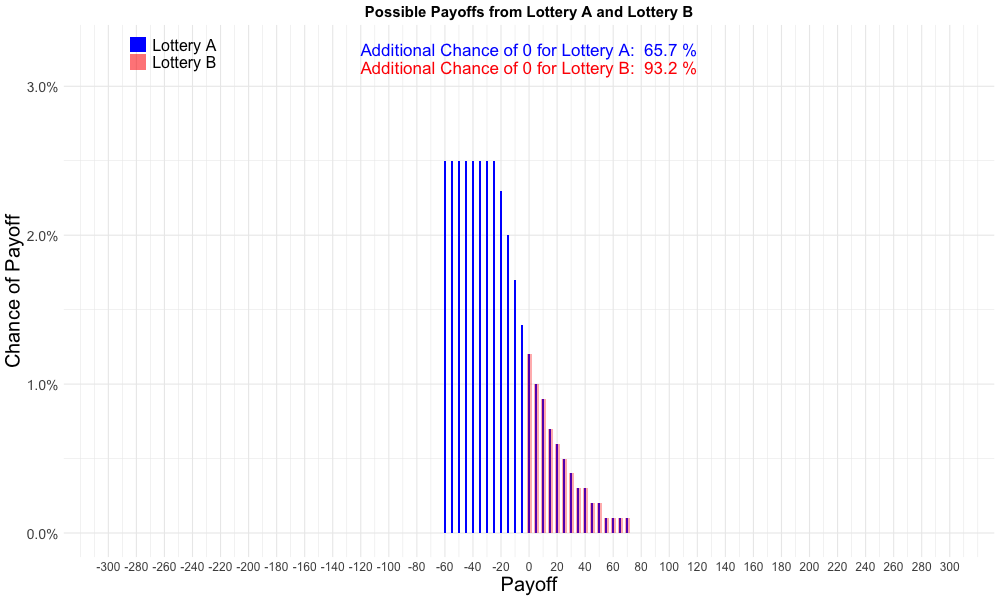 Possible Payoffs from Lottery A and Lottery B
Lottery A
Lottery B
Additional Chance of 0 for Lottery A: 65.7 %
Additional Chance of 0 for Lottery B: 93.2 %
Chance of Payoff
3.0%
2.0%
1.0%
0.0%
-300 -280 -260 -240 -220 -200 -180 -160 -140 -120 -100 -80 -60 -40 -20 0 20 40 60 80 100 120 140 160 180 200 220 240 260 280 300
Payoff